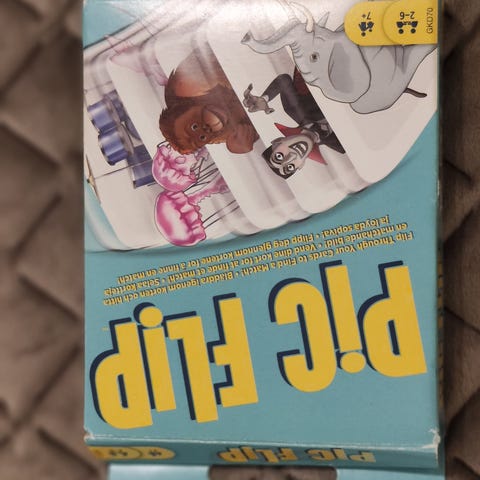 PIC FLIP
PIC FLIP
Flip Through Your Cards to Find a Match! • Bläddra igenom korten och hitta
en matchande bild! • Vend dine kort for at finde et match! • Selaa kortteja
ja löydä sopiva! • Flipp deg gjennom kortene for å finne en match!
7+
2-6
GKD70